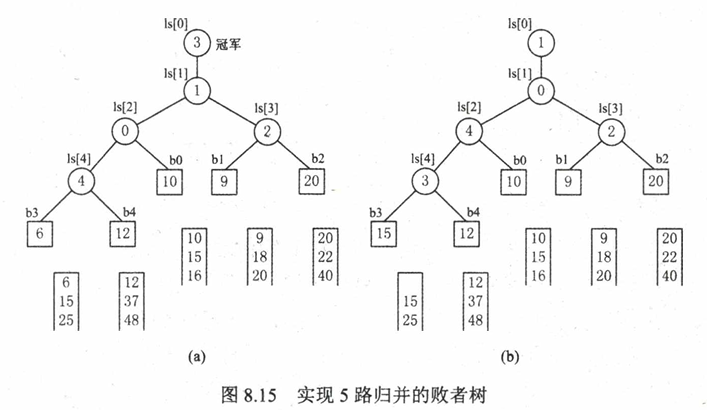 ls[0] ls[0]
3 冠军 1
ls[1] ls[1]
1 0
ls[2] ls[3] ls[2] ls[3]
0 2 4 2
ls[4] b0 b1 b2 ls[4] b0 b1 b2
4 10 9 20 3 10 9 20
b3 b4 b3 b4
6 12 15 12
10 9 20 10 9 20
15 18 22 15 18 22
16 20 40 16 20 40
6 12 12
15 37 15 37
25 48 25 48
(a) (b)
图 8.15 实现 5 路归并的败者树